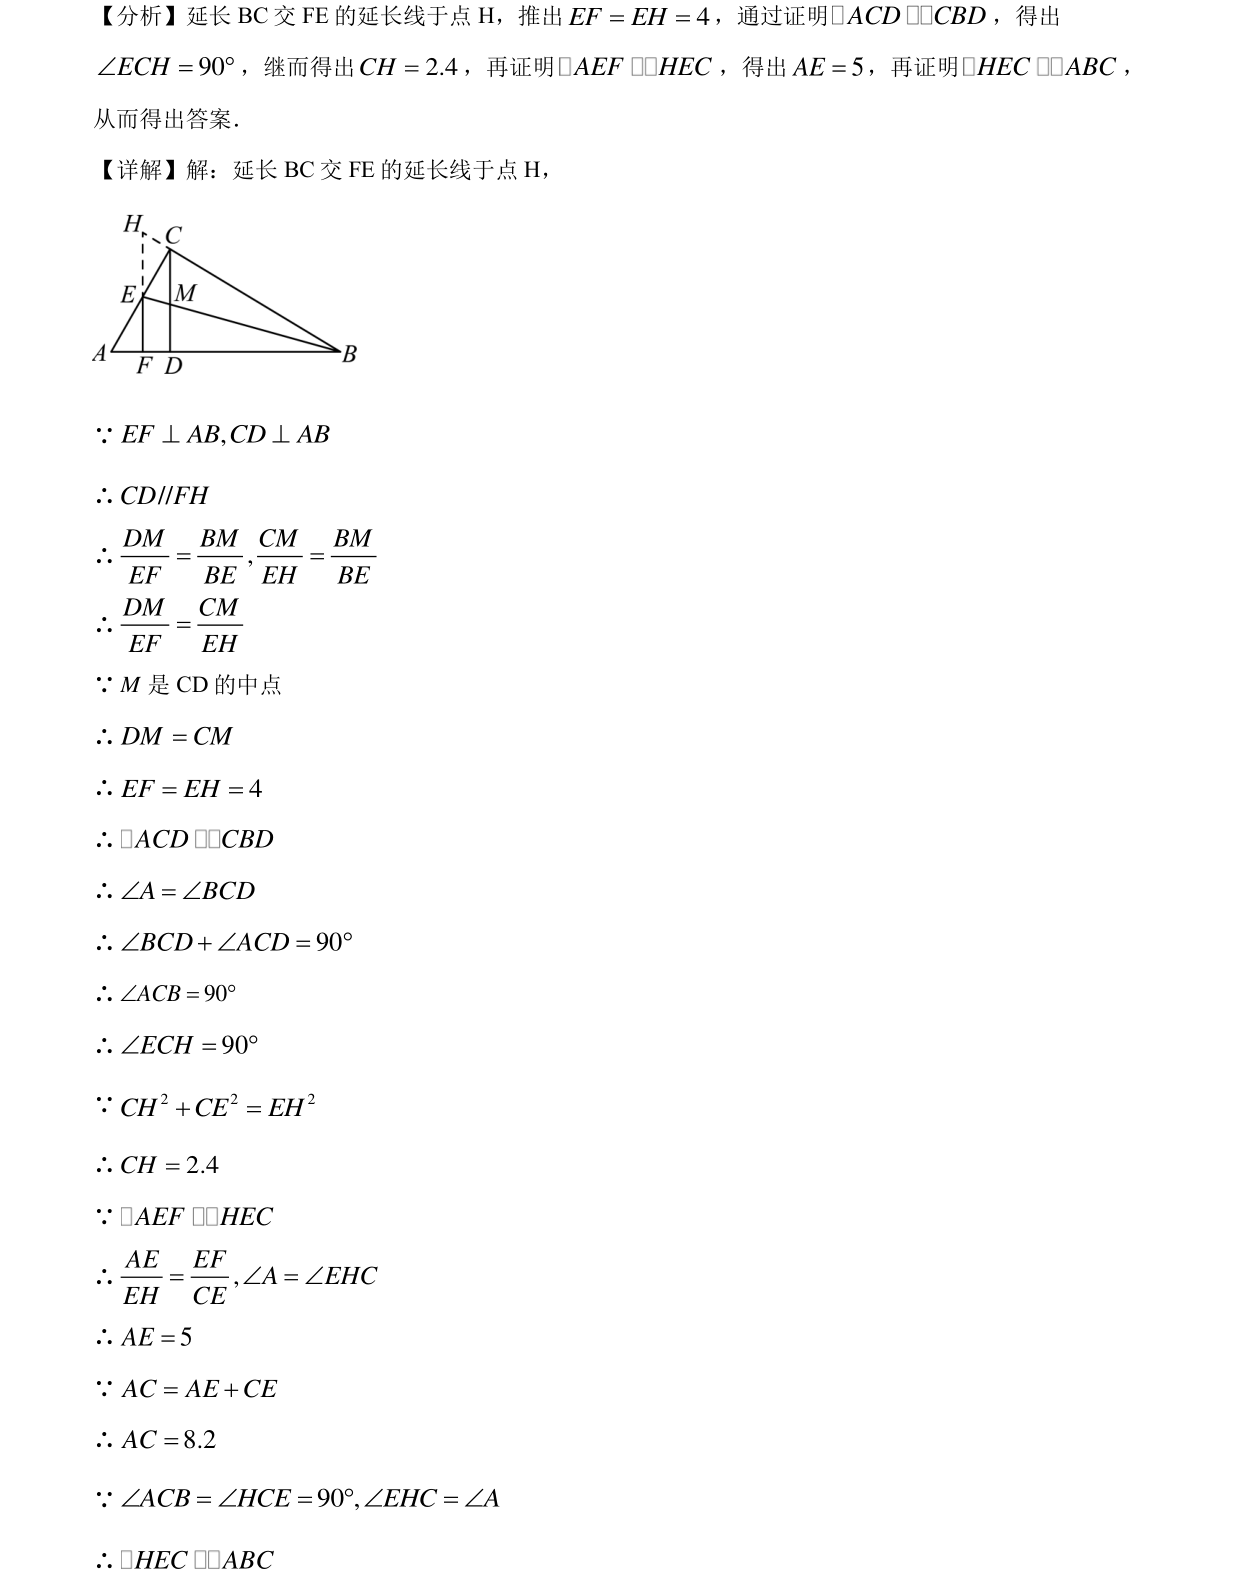 【分析】延长 BC 交 FE 的延长线于点 H，推出 EF = EH = 4，通过证明□ACD □□CBD，得出
∠ECH = 90°，继而得出 CH = 2.4，再证明□AEF □□HEC，得出 AE = 5，再证明□HEC □□ABC，
从而得出答案．
【详解】解：延长 BC 交 FE 的延长线于点 H，
H
C
E
M
A
F
D
B
∵ EF ⊥ AB, CD ⊥ AB
∴ CD//FH
∴ DM/EF = BM/BE, CM/EH = BM/BE
∴ DM/EF = CM/EH
∵ M 是 CD 的中点
∴ DM = CM
∴ EF = EH = 4
∴ □ACD □□CBD
∴ ∠A = ∠BCD
∴ ∠BCD + ∠ACD = 90°
∴ ∠ACB = 90°
∴ ∠ECH = 90°
∵ CH² + CE² = EH²
∴ CH = 2.4
∵ □AEF □□HEC
∴ AE/EH = EF/CE, ∠A = ∠EHC
∴ AE = 5
∵ AC = AE + CE
∴ AC = 8.2
∵ ∠ACB = ∠HCE = 90°, ∠EHC = ∠A
∴ □HEC □□ABC